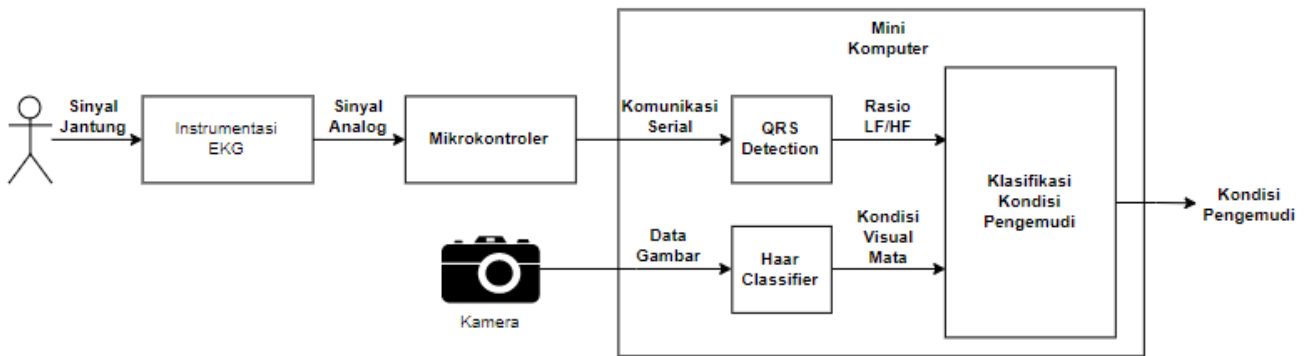 Mini
Komputer
Sinyal
Jantung
Instrumentasi
EKG
Sinyal
Analog
Mikrokontroler
Komunikasi
Serial
QRS
Detection
Rasio
LF/HF
Klasifikasi
Kondisi
Pengemudi
Kondisi
Pengemudi
Kamera
Data
Gambar
Haar
Classifier
Kondisi
Visual
Mata